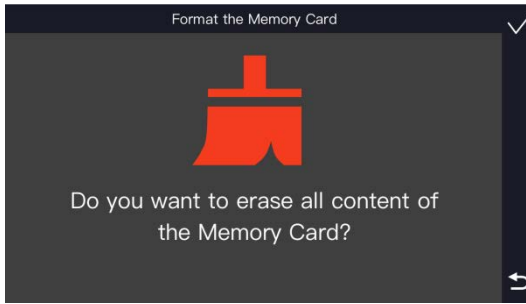 Format the Memory Card
Do you want to erase all content of
the Memory Card?